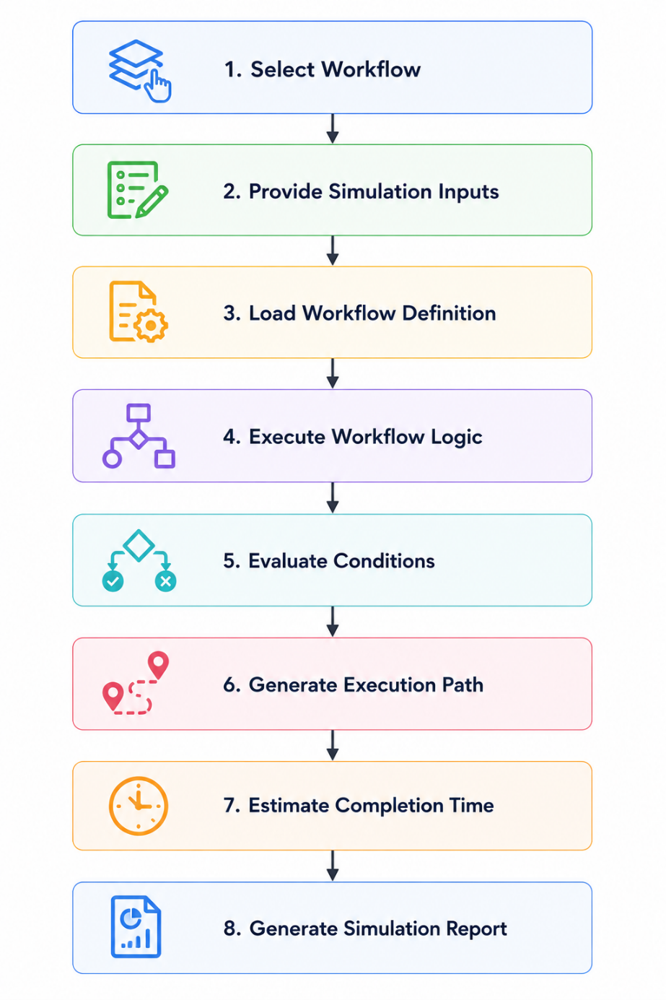 1. Select Workflow
2. Provide Simulation Inputs
3. Load Workflow Definition
4. Execute Workflow Logic
5. Evaluate Conditions
6. Generate Execution Path
7. Estimate Completion Time
8. Generate Simulation Report